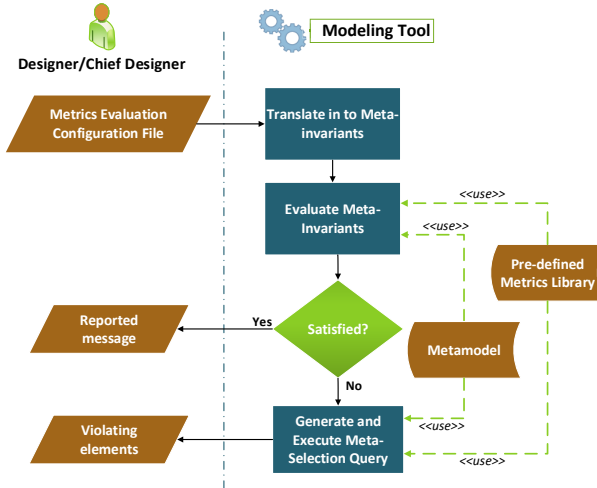 Designer/Chief Designer
Modeling Tool
Metrics Evaluation
Configuration File
Translate in to Meta-
invariants
Evaluate Meta-
Invariants
<<use>>
<<use>>
Pre-defined
Metrics Library
Reported
message
Yes
Satisfied?
Metamodel
No
Violating
elements
Generate and
Execute Meta-
Selection Query
<<use>>
<<use>>